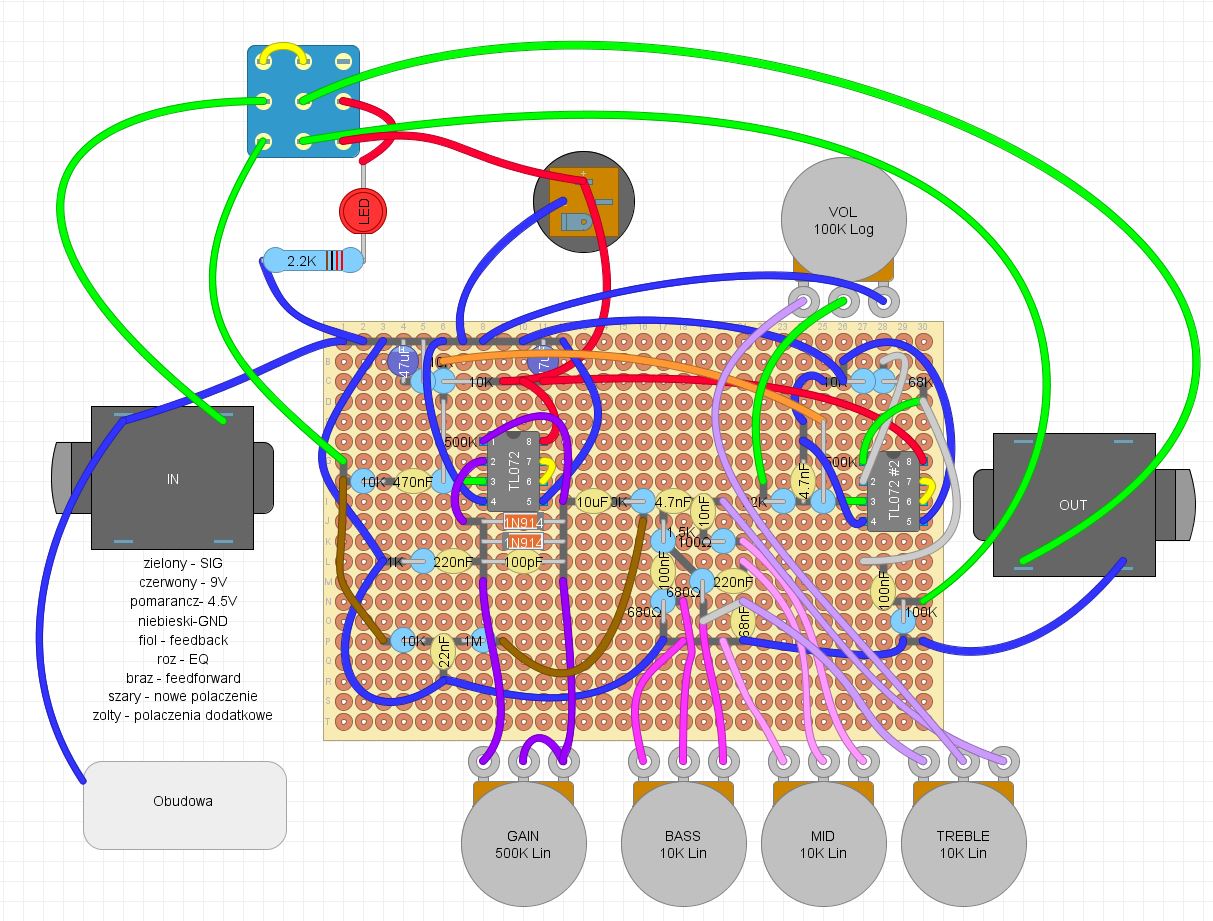 LED
2.2K
VOL
100K Log
47uF
10K
10K
68K
500K
TL072
10K
470nF
10uF
4.7nF
10nF
4.7nF
2K
500K
TL072 #2
IN
OUT
1N914
1N914
1K
220nF
100pF
1.5K
100Ω
100nF
680Ω
220nF
680Ω
68nF
100nF
100K
10K
22nF
1M
zielony - SIG
czerwony - 9V
pomarancz- 4.5V
niebieski-GND
fiol - feedback
roz - EQ
braz - feedforward
szary - nowe polaczenie
zolty - polaczenia dodatkowe
Obudowa
GAIN
500K Lin
BASS
10K Lin
MID
10K Lin
TREBLE
10K Lin